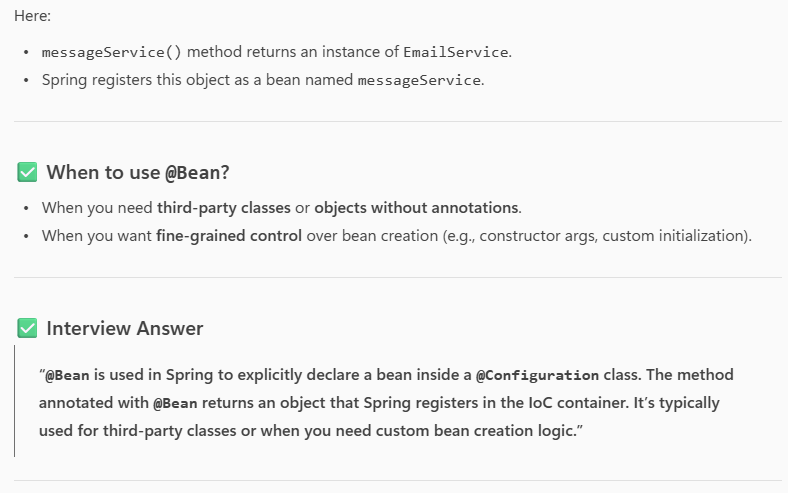 Here:
• messageService() method returns an instance of EmailService.
• Spring registers this object as a bean named messageService.
✅ When to use @Bean?
• When you need third-party classes or objects without annotations.
• When you want fine-grained control over bean creation (e.g., constructor args, custom initialization).
✅ Interview Answer
“@Bean is used in Spring to explicitly declare a bean inside a @Configuration class. The method
annotated with @Bean returns an object that Spring registers in the IoC container. It’s typically
used for third-party classes or when you need custom bean creation logic.”